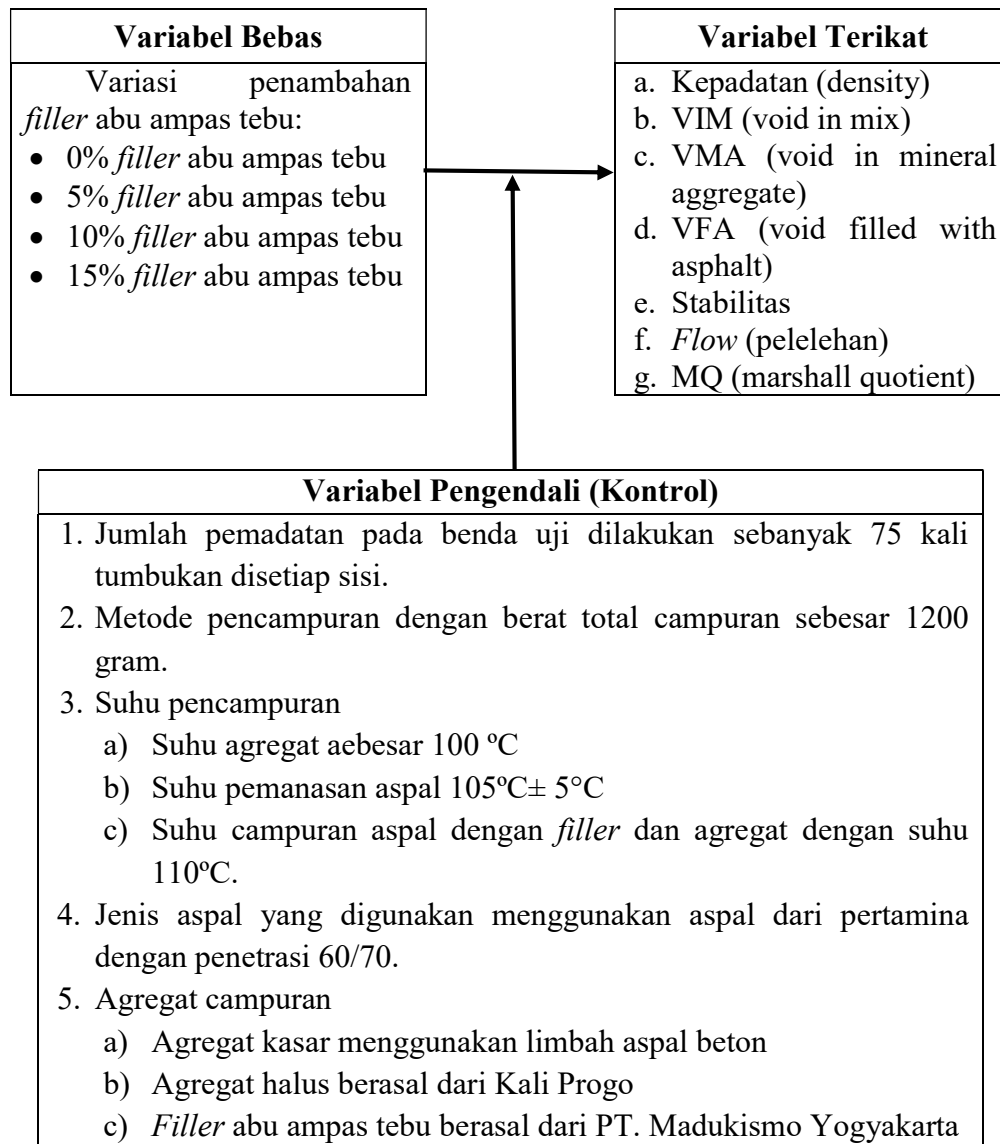 Variabel Bebas
Variasi penambahan
filler abu ampas tebu:
• 0% filler abu ampas tebu
• 5% filler abu ampas tebu
• 10% filler abu ampas tebu
• 15% filler abu ampas tebu
Variabel Terikat
a. Kepadatan (density)
b. VIM (void in mix)
c. VMA (void in mineral
aggregate)
d. VFA (void filled with
asphalt)
e. Stabilitas
f. Flow (pelelehan)
g. MQ (marshall quotient)
Variabel Pengendali (Kontrol)
1. Jumlah pemadatan pada benda uji dilakukan sebanyak 75 kali
tumbukan disetiap sisi.
2. Metode pencampuran dengan berat total campuran sebesar 1200
gram.
3. Suhu pencampuran
a) Suhu agregat aebesar 100 ºC
b) Suhu pemanasan aspal 105ºC± 5°C
c) Suhu campuran aspal dengan filler dan agregat dengan suhu
110ºC.
4. Jenis aspal yang digunakan menggunakan aspal dari pertamina
dengan penetrasi 60/70.
5. Agregat campuran
a) Agregat kasar menggunakan limbah aspal beton
b) Agregat halus berasal dari Kali Progo
c) Filler abu ampas tebu berasal dari PT. Madukismo Yogyakarta